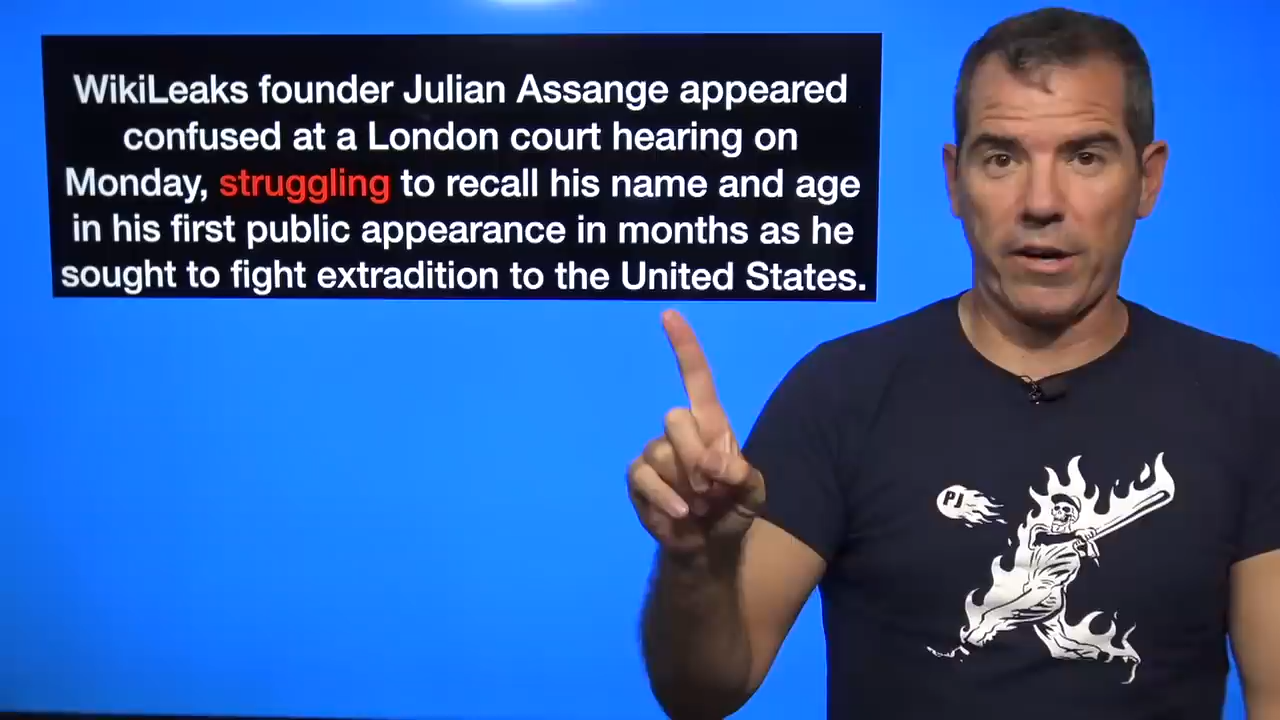 WikiLeaks founder Julian Assange appeared
confused at a London court hearing on
Monday, struggling to recall his name and age
in his first public appearance in months as he
sought to fight extradition to the United States.
PJ